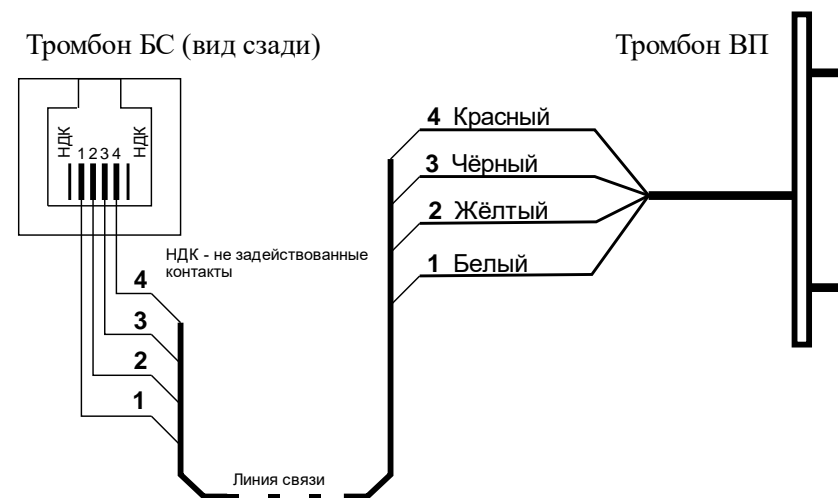 Тромбон БС (вид сзади)
Тромбон ВП
НДК
1 2 3 4
НДК
4 Красный
3 Чёрный
2 Жёлтый
1 Белый
НДК - не задействованные
контакты
4
3
2
1
Линия связи